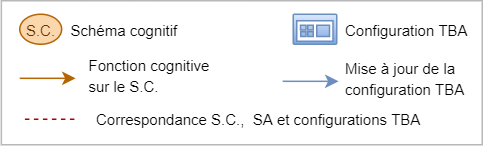 S.C. Schéma cognitif
Configuration TBA
Fonction cognitive
sur le S.C.
Mise à jour de la
configuration TBA
Correspondance S.C., SA et configurations TBA